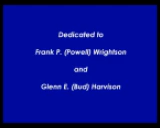 Dedicated to
Frank P. (Powell) Wrightson
and
Glenn E. (Bud) Harvison